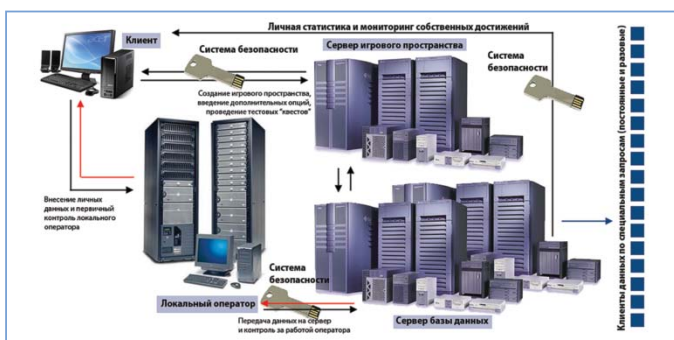 Личная статистика и мониторинг собственных достижений
Клиент
Система безопасности
Сервер игрового пространства
Система
безопасности
Создание игрового пространства,
введение дополнительных опций,
проведение тестовых "квестов"
Внесение личных
данных и первичный
контроль локального
оператора
Система
безопасности
Локальный оператор
Передача данных на сервер
и контроль за работой оператора
Сервер базы данных
Клиенты данных по специальным запросам (постоянные и разовые)